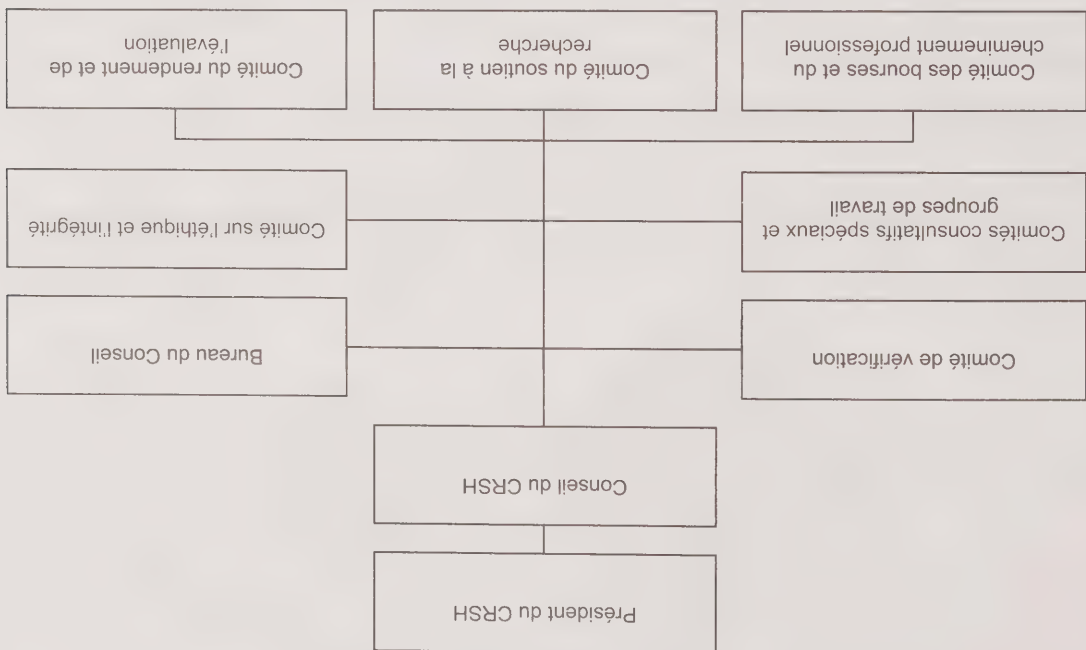 Président du CRSH
Conseil du CRSH
Comité de vérification
Bureau du Conseil
Comités consultatifs spéciaux et
groupes de travail
Comité sur l'éthique et l'intégrité
Comité des bourses et du
cheminement professionnel
Comité du soutien à la
recherche
Comité du rendement et de
l'évaluation